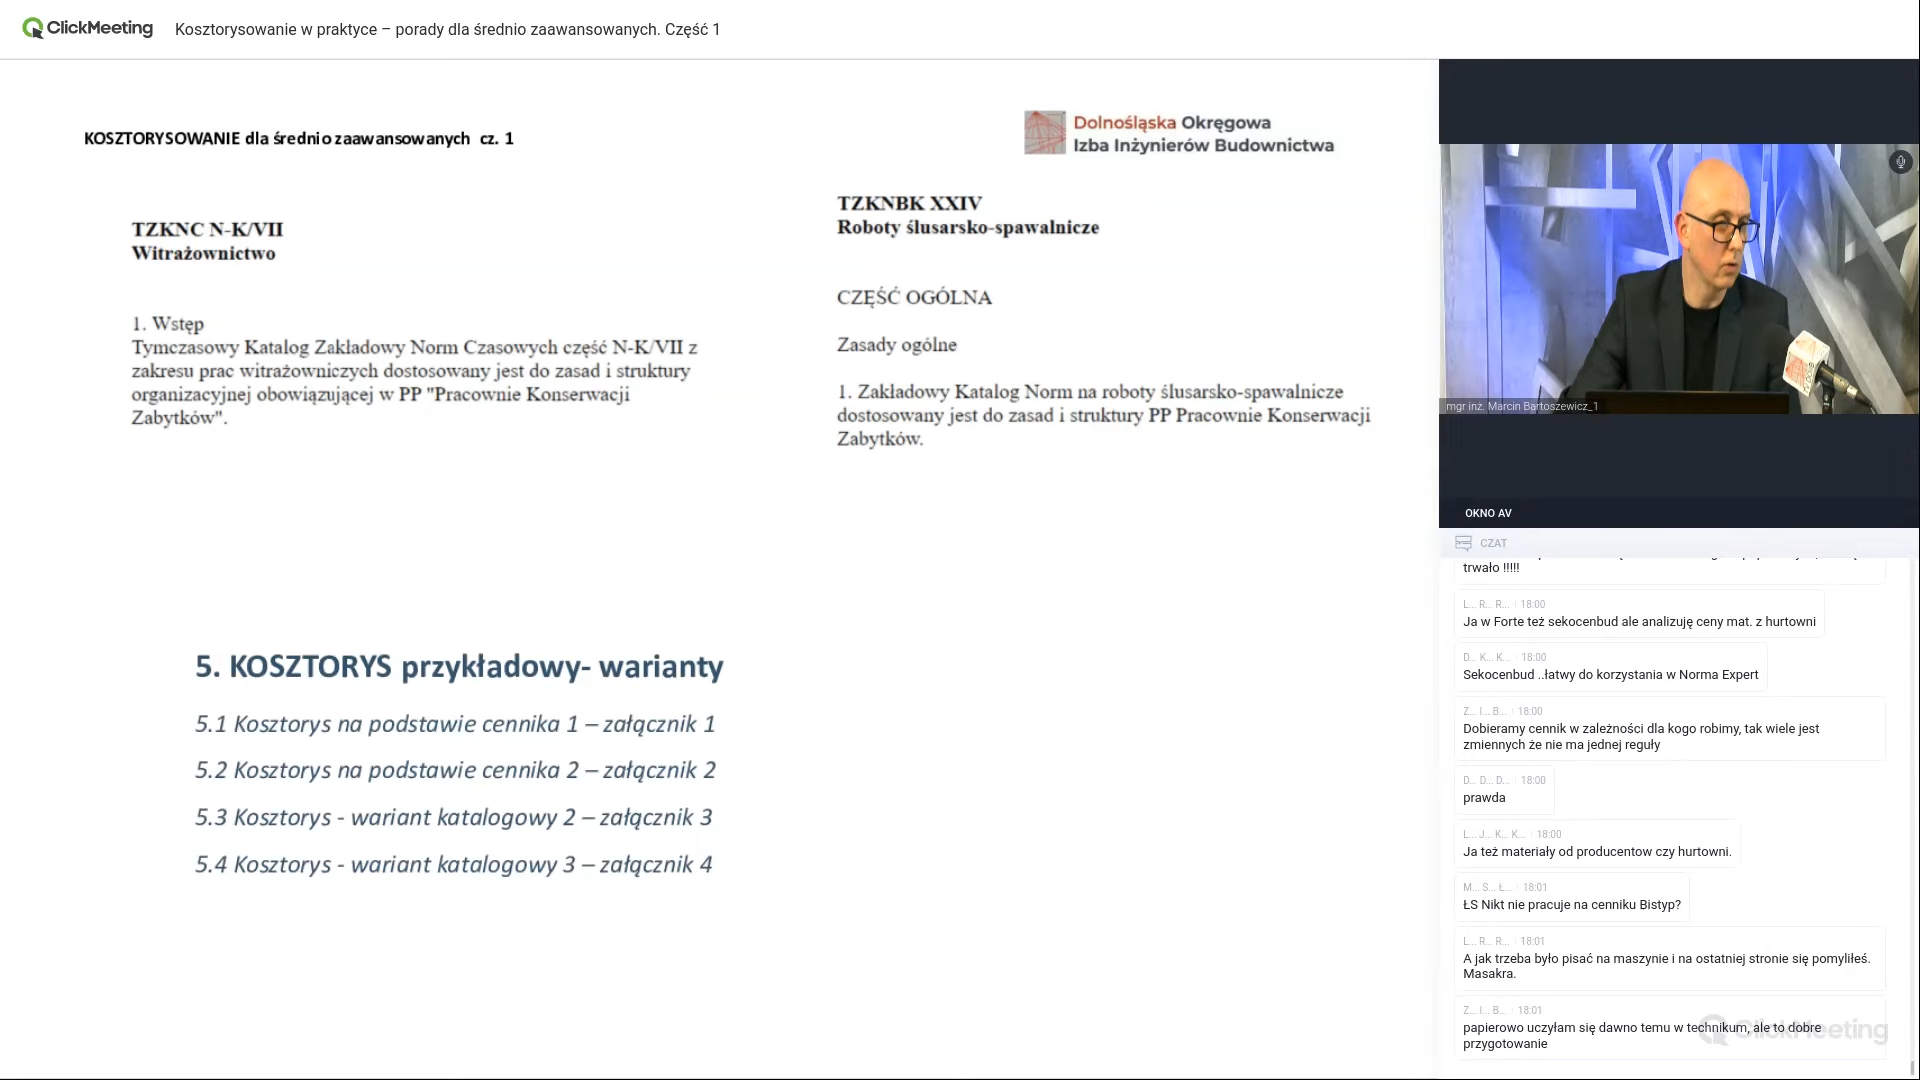 ClickMeeting
Kosztorysowanie w praktyce – porady dla średnio zaawansowanych. Część 1
KOSZTORYSOWANIE dla średnio zaawansowanych cz. 1
Dolnośląska Okręgowa
Izba Inżynierów Budownictwa
TZKNC N-K/VII
Witrażownictwo
1. Wstęp
Tymczasowy Katalog Zakładowy Norm Czasowych część N-K/VII z
zakresu prac witrażowniczych dostosowany jest do zasad i struktury
organizacyjnej obowiązującej w PP "Pracownie Konserwacji
Zabytków".
TZKNBK XXIV
Roboty ślusarsko-spawalnicze
CZĘŚĆ OGÓLNA
Zasady ogólne
1. Zakładowy Katalog Norm na roboty ślusarsko-spawalnicze
dostosowany jest do zasad i struktury PP Pracownie Konserwacji
Zabytków.
5. KOSZTORYS przykładowy- warianty
5.1 Kosztorys na podstawie cennika 1 – załącznik 1
5.2 Kosztorys na podstawie cennika 2 – załącznik 2
5.3 Kosztorys - wariant katalogowy 2 – załącznik 3
5.4 Kosztorys - wariant katalogowy 3 – załącznik 4
mgr inż. Marcin Bartoszewicz_1
OKNO AV
CZAT
trwało !!!!!
L... R... R... 18:00
Ja w Forte też sekocenbud ale analizuję ceny mat. z hurtowni
D... K... K... 18:00
Sekocenbud ..łatwy do korzystania w Norma Expert
Z... I... B... 18:00
Dobieramy cennik w zależności dla kogo robimy, tak wiele jest
zmiennych że nie ma jednej reguły
D... D... D... 18:00
prawda
L... J... K... K... 18:00
Ja też materiały od producentow czy hurtowni.
M... S... Ł... 18:01
ŁS Nikt nie pracuje na cenniku Bistyp?
L... R... R... 18:01
A jak trzeba było pisać na maszynie i na ostatniej stronie się pomyliłeś.
Masakra.
Z... I... B... 18:01
papierowo uczyłam się dawno temu w technikum, ale to dobre
przygotowanie
ClickMeeting